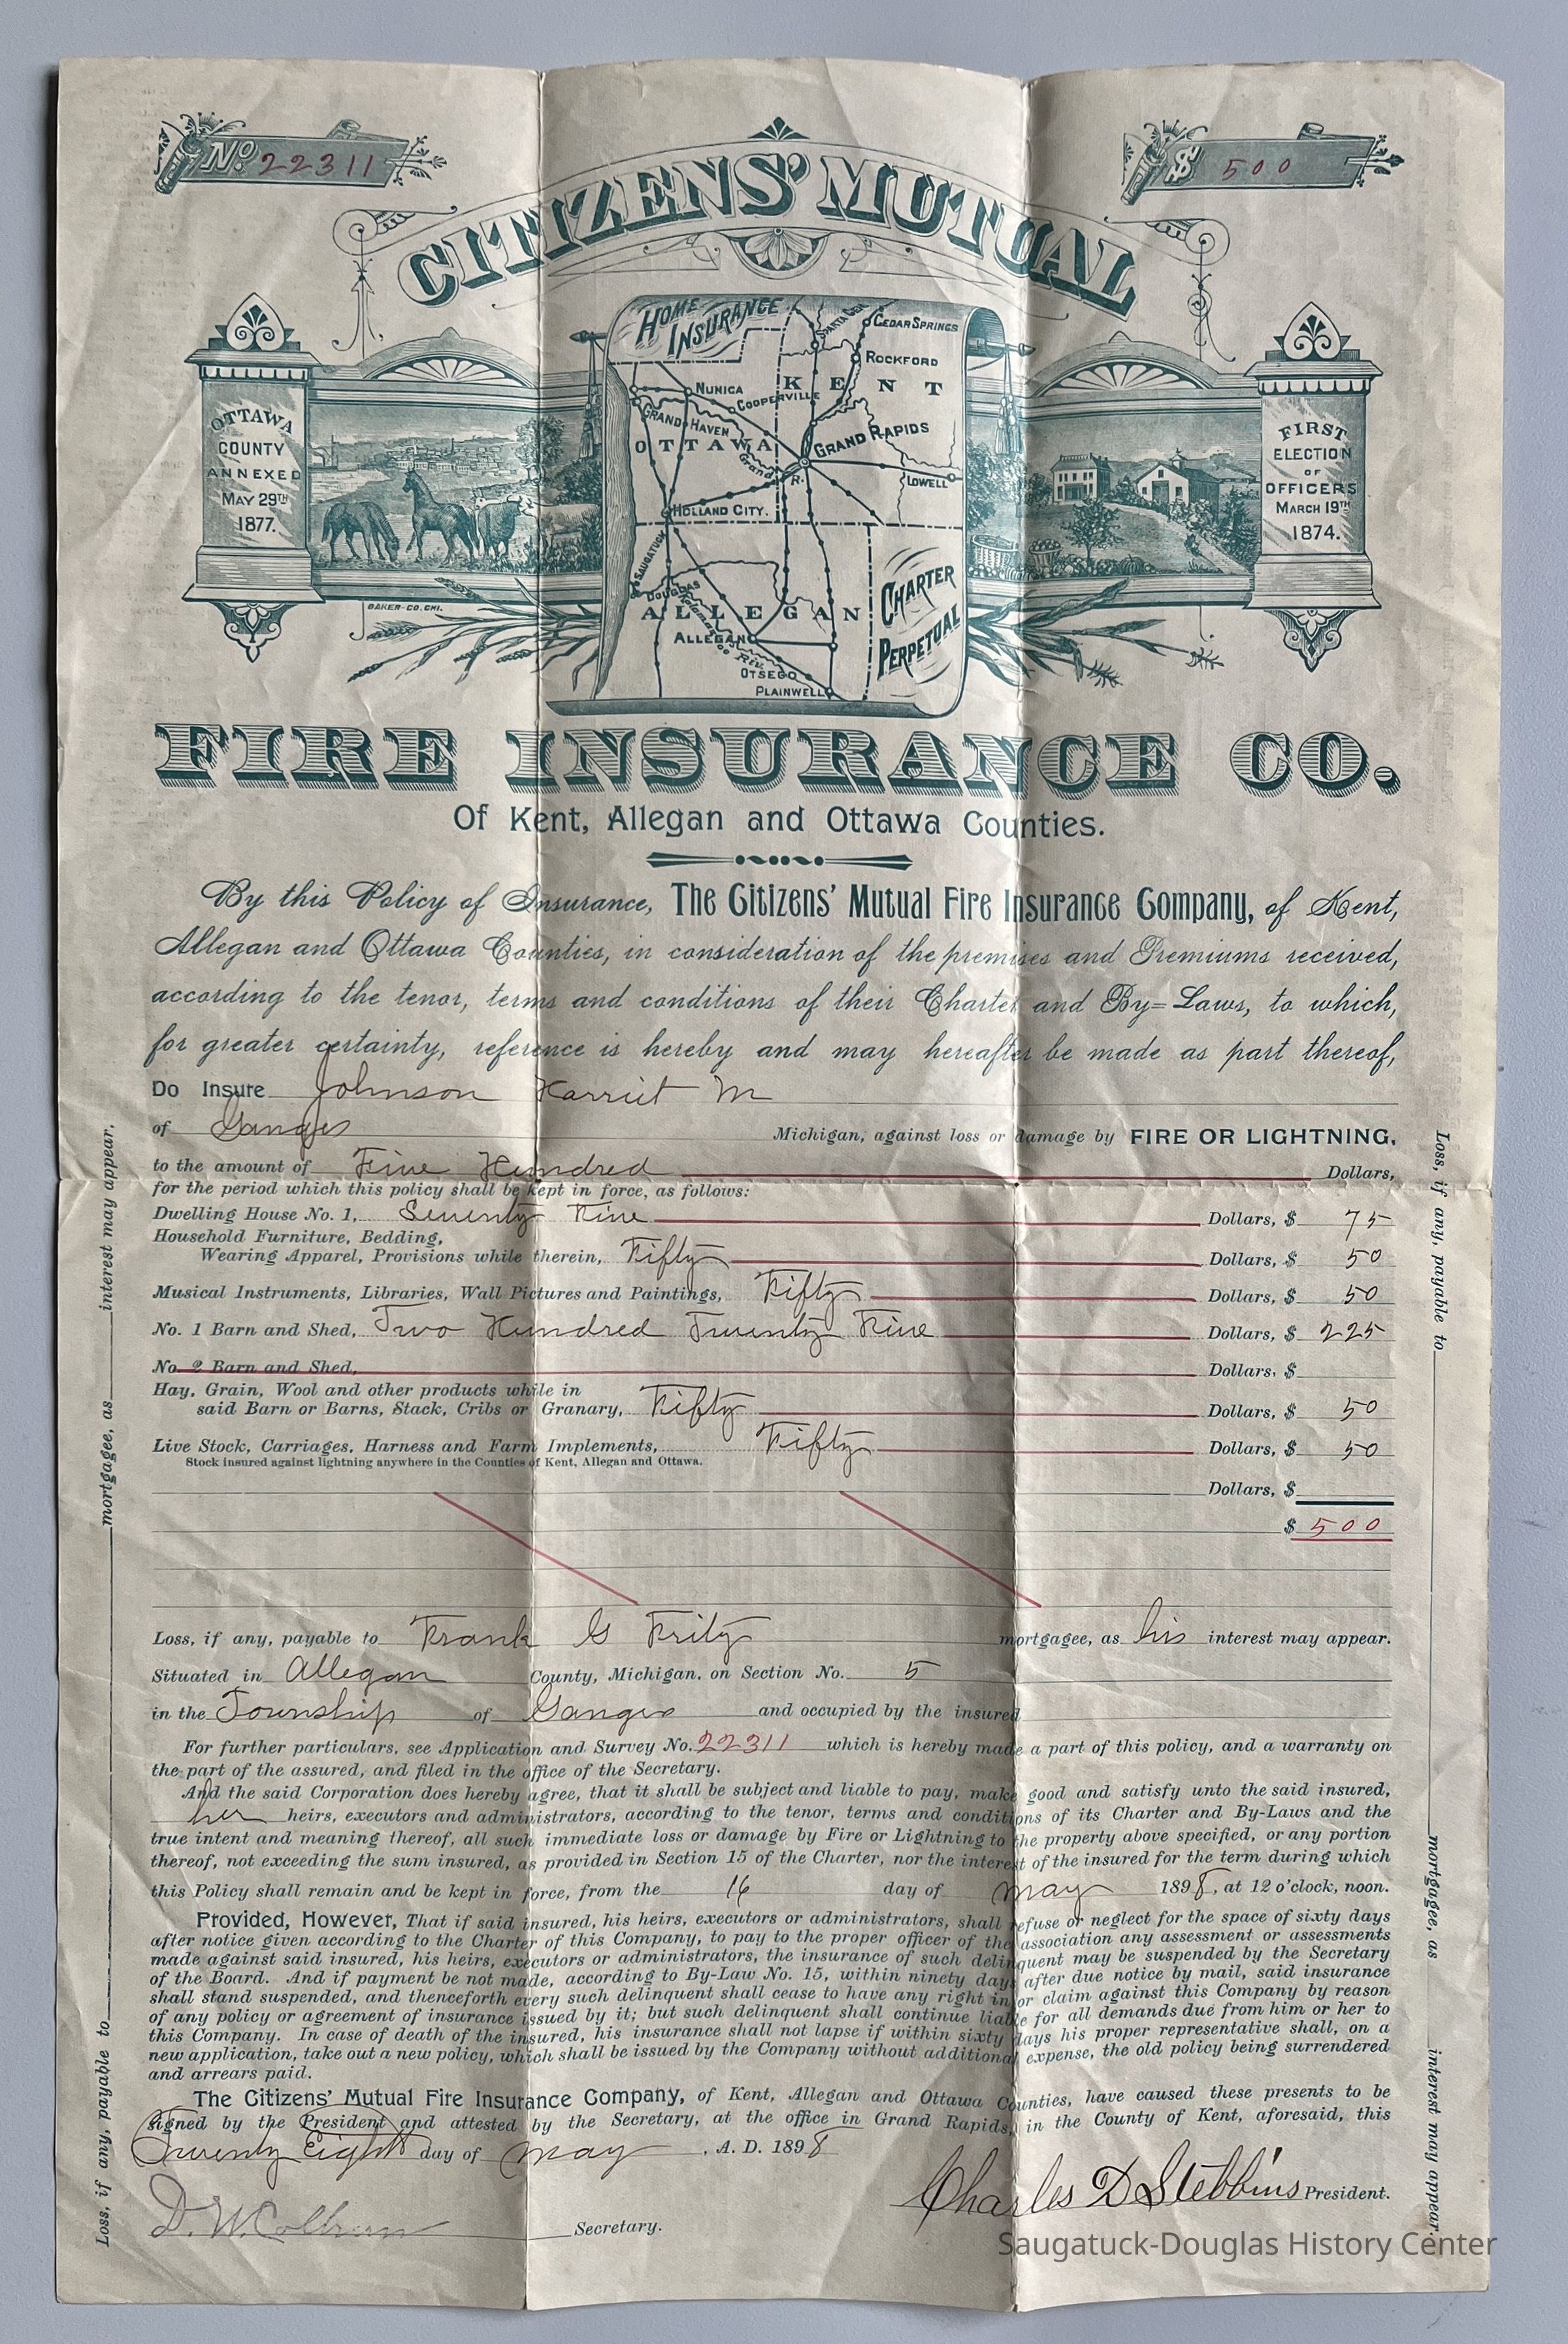 No 22311
$ 500
CITIZENS' MUTUAL
HOME INSURANCE
SPARTA CEN.
CEDAR SPRINGS
ROCKFORD
KENT
NUNICA
COOPERVILLE
GRAND HAVEN
OTTAWA
GRAND RAPIDS
Grand R.
LOWELL
HOLLAND CITY.
SAUGATUCK
DOUGLAS
ALLEGAN
ALLEGAN
Kalamazoo Riv.
OTSEGO
PLAINWELL
CHARTER PERPETUAL
OTTAWA
COUNTY
ANNEXED
MAY 29TH
1877.
FIRST
ELECTION
OF
OFFICERS
MARCH 19TH
1874.
BAKER-CO.CHI.
FIRE INSURANCE CO.
Of Kent, Allegan and Ottawa Counties.
By this Policy of Insurance, The Citizens' Mutual Fire Insurance Company, of Kent,
Allegan and Ottawa Counties, in consideration of the premises and Premiums received,
according to the tenor, terms and conditions of their Charter and By=Laws, to which,
for greater certainty, reference is hereby and may hereafter be made as part thereof,
Do Insure Johnson Harriet M
of Ganges Michigan, against loss or damage by FIRE OR LIGHTNING,
to the amount of Five Hundred Dollars,
for the period which this policy shall be kept in force, as follows:
Dwelling House No. 1, Seventy Five Dollars, $ 75
Household Furniture, Bedding,
Wearing Apparel, Provisions while therein, Fifty Dollars, $ 50
Musical Instruments, Libraries, Wall Pictures and Paintings, Fifty Dollars, $ 50
No. 1 Barn and Shed, Two Hundred Twenty Five Dollars, $ 225
No. 2 Barn and Shed, Dollars, $
Hay, Grain, Wool and other products while in
said Barn or Barns, Stack, Cribs or Granary, Fifty Dollars, $ 50
Live Stock, Carriages, Harness and Farm Implements, Fifty Dollars, $ 50
Stock insured against lightning anywhere in the Counties of Kent, Allegan and Ottawa.
Dollars, $
$ 500
Loss, if any, payable to Frank G Fritz mortgagee, as his interest may appear.
Situated in Allegan County, Michigan, on Section No. 5
in the Township of Ganges and occupied by the insured
For further particulars, see Application and Survey No. 22311 which is hereby made a part of this policy, and a warranty on
the part of the assured, and filed in the office of the Secretary.
And the said Corporation does hereby agree, that it shall be subject and liable to pay, make good and satisfy unto the said insured,
her heirs, executors and administrators, according to the tenor, terms and conditions of its Charter and By-Laws and the
true intent and meaning thereof, all such immediate loss or damage by Fire or Lightning to the property above specified, or any portion
thereof, not exceeding the sum insured, as provided in Section 15 of the Charter, nor the interest of the insured for the term during which
this Policy shall remain and be kept in force, from the 16 day of May 1898, at 12 o'clock, noon.
Provided, However, That if said insured, his heirs, executors or administrators, shall refuse or neglect for the space of sixty days
after notice given according to the Charter of this Company, to pay to the proper officer of the association any assessment or assessments
made against said insured, his heirs, executors or administrators, the insurance of such delinquent may be suspended by the Secretary
of the Board. And if payment be not made, according to By-Law No. 15, within ninety days after due notice by mail, said insurance
shall stand suspended, and thenceforth every such delinquent shall cease to have any right in or claim against this Company by reason
of any policy or agreement of insurance issued by it; but such delinquent shall continue liable for all demands due from him or her to
this Company. In case of death of the insured, his insurance shall not lapse if within sixty days his proper representative shall, on a
new application, take out a new policy, which shall be issued by the Company without additional expense, the old policy being surrendered
and arrears paid.
The Citizens' Mutual Fire Insurance Company, of Kent, Allegan and Ottawa Counties, have caused these presents to be
signed by the President and attested by the Secretary, at the office in Grand Rapids, in the County of Kent, aforesaid, this
Twenty Eight day of May, A. D. 1898
Charles D Stebbins President.
D. W. Calhoun Secretary.
Loss, if any, payable to mortgagee, as interest may appear.
Loss, if any, payable to mortgagee, as interest may appear.
Saugatuck-Douglas History Center